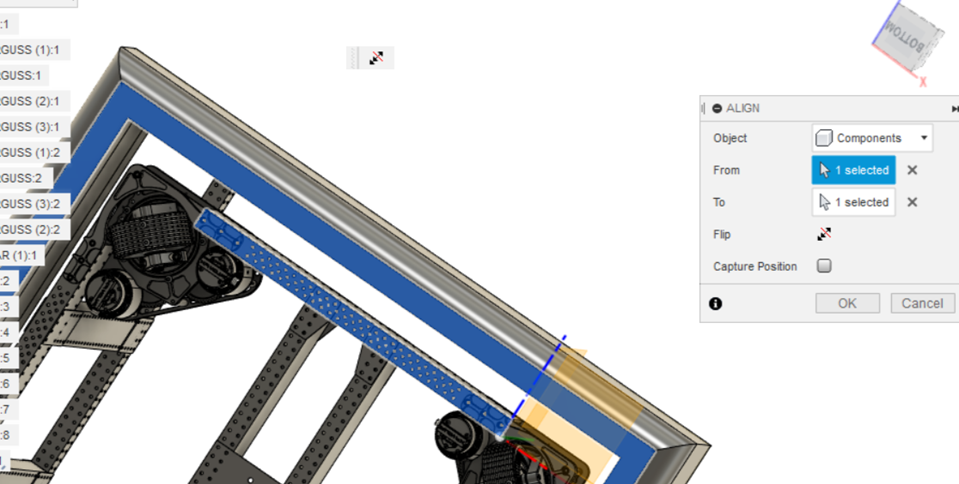 :1
GUSS (1):1
GUSS:1
GUSS (2):1
GUSS (3):1
GUSS (1):2
GUSS:2
GUSS (3):2
GUSS (2):2
AR (1):1
:2
:3
:4
:5
:6
:7
:8
BOTTOM
X
ALIGN
Object Components
From 1 selected
To 1 selected
Flip
Capture Position
OK Cancel